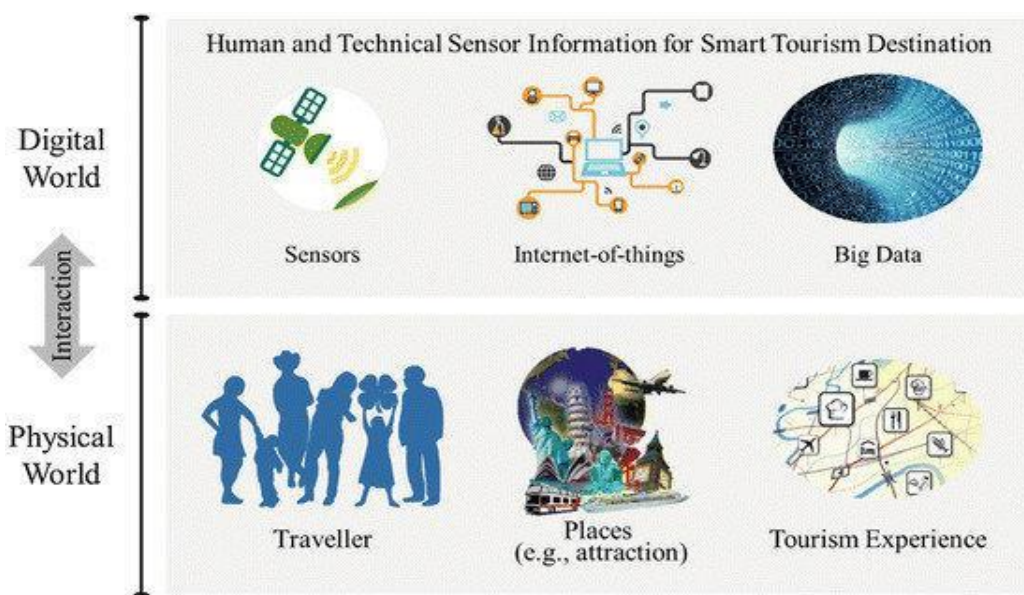 Human and Technical Sensor Information for Smart Tourism Destination
Digital
World
Sensors
Internet-of-things
Big Data
Interaction
Physical
World
Traveller
Places
(e.g., attraction)
Tourism Experience